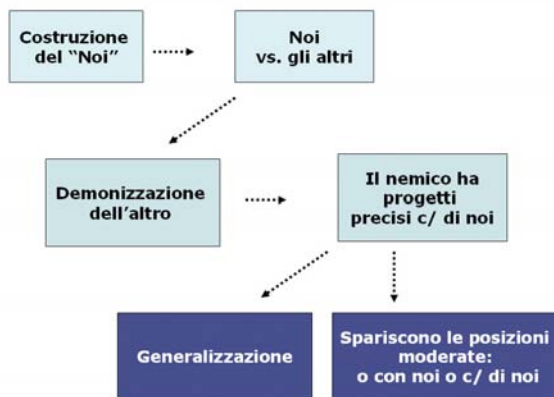 Costruzione
del “Noi”
Noi
vs. gli altri
Demonizzazione
dell’altro
Il nemico ha
progetti
precisi c/ di noi
Generalizzazione
Spariscono le posizioni
moderate:
o con noi o c/ di noi